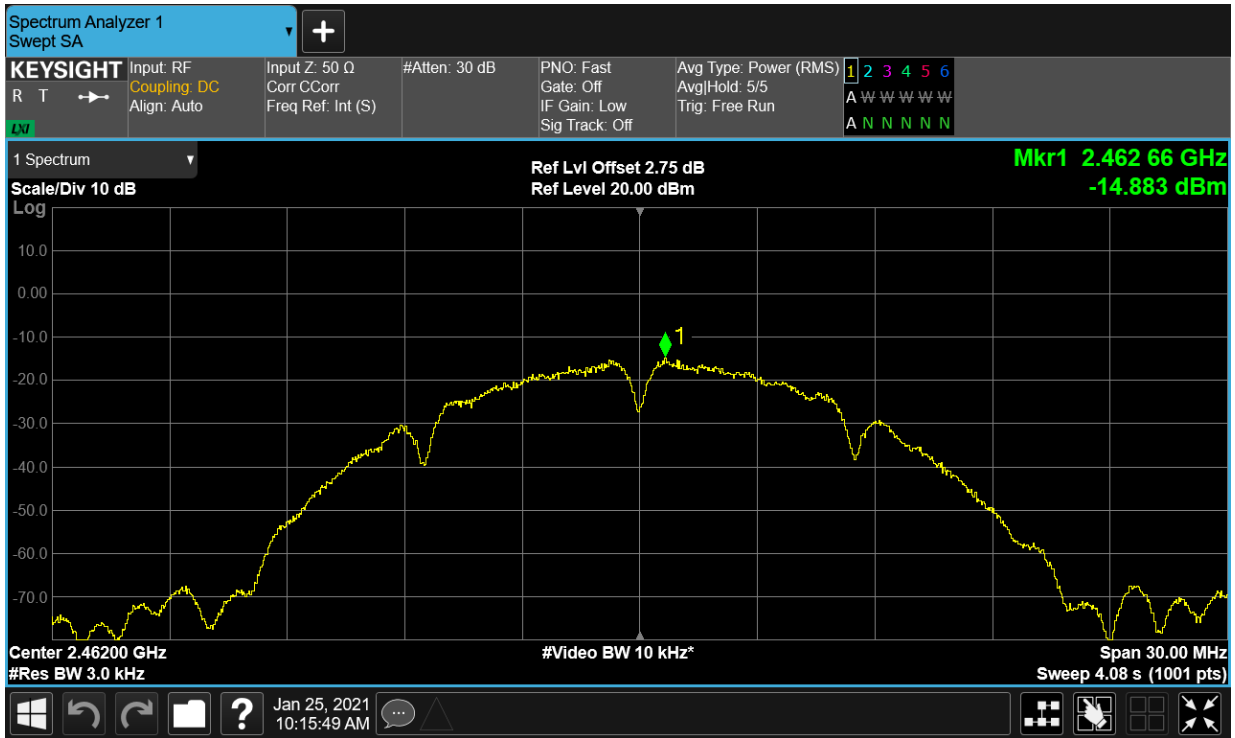 Spectrum Analyzer 1
Swept SA
+
KEYSIGHT
R T
LXI
Input: RF
Coupling: DC
Align: Auto
Input Z: 50 Ω
Corr CCorr
Freq Ref: Int (S)
#Atten: 30 dB
PNO: Fast
Gate: Off
IF Gain: Low
Sig Track: Off
Avg Type: Power (RMS)
Avg|Hold: 5/5
Trig: Free Run
1 2 3 4 5 6
A W W W W W
A N N N N N
1 Spectrum
Scale/Div 10 dB
Log
Ref Lvl Offset 2.75 dB
Ref Level 20.00 dBm
Mkr1 2.462 66 GHz
-14.883 dBm
10.0
0.00
-10.0
1
-20.0
-30.0
-40.0
-50.0
-60.0
-70.0
Center 2.46200 GHz
#Video BW 10 kHz*
Span 30.00 MHz
#Res BW 3.0 kHz
Sweep 4.08 s (1001 pts)
?
Jan 25, 2021
10:15:49 AM